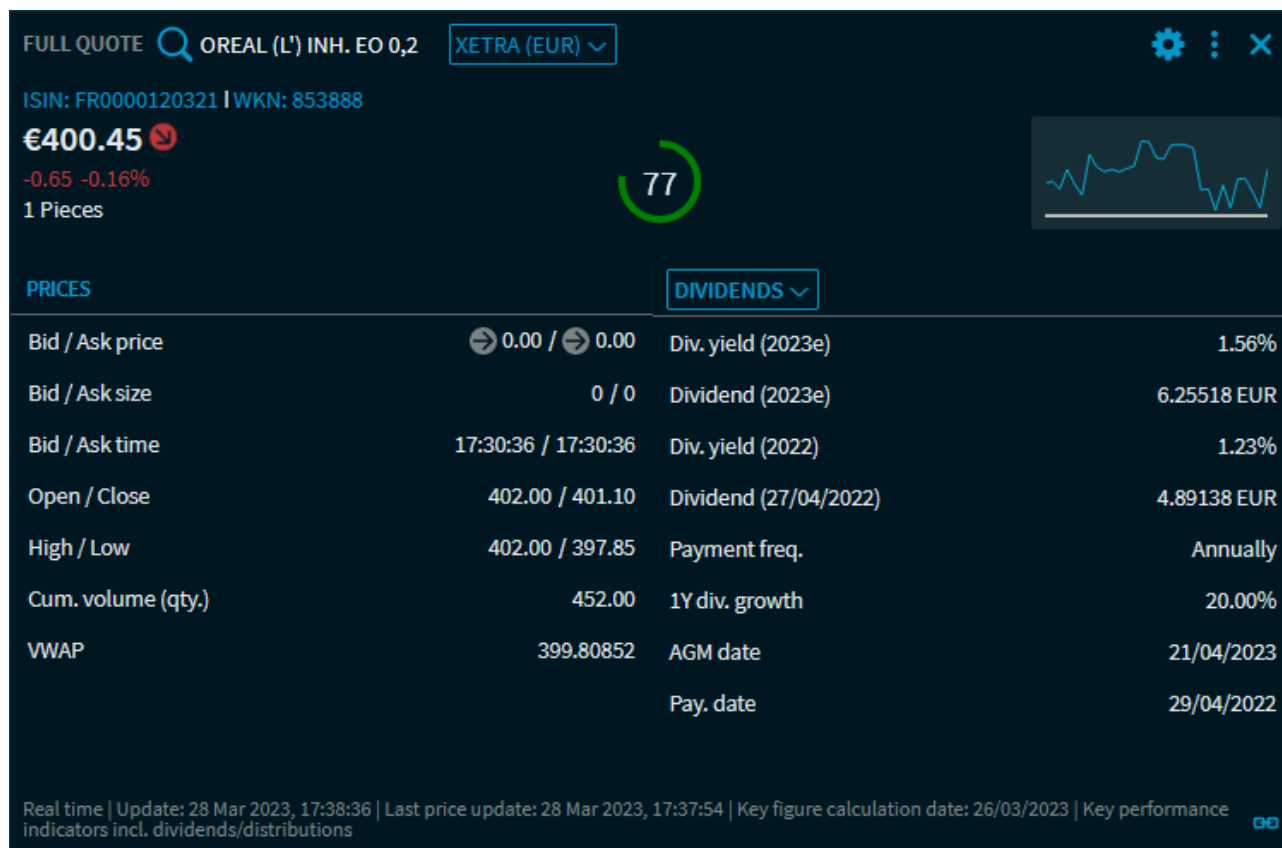 FULL QUOTE OREAL (L') INH. EO 0,2 XETRA (EUR)
ISIN: FR0000120321 | WKN: 853888
€400.45
-0.65 -0.16%
1 Pieces
77
PRICES
Bid / Ask price 0.00 / 0.00
Bid / Ask size 0 / 0
Bid / Ask time 17:30:36 / 17:30:36
Open / Close 402.00 / 401.10
High / Low 402.00 / 397.85
Cum. volume (qty.) 452.00
VWAP 399.80852
DIVIDENDS
Div. yield (2023e) 1.56%
Dividend (2023e) 6.25518 EUR
Div. yield (2022) 1.23%
Dividend (27/04/2022) 4.89138 EUR
Payment freq. Annually
1Y div. growth 20.00%
AGM date 21/04/2023
Pay. date 29/04/2022
Real time | Update: 28 Mar 2023, 17:38:36 | Last price update: 28 Mar 2023, 17:37:54 | Key figure calculation date: 26/03/2023 | Key performance
indicators incl. dividends/distributions